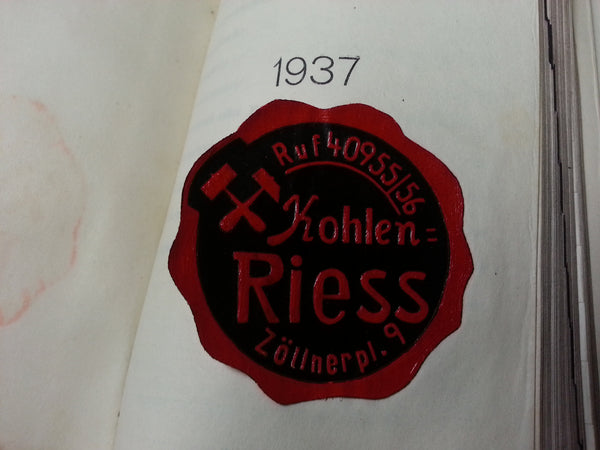 1937
Ruf 40955/56
Kohlen=
Riess
Zöllnerpl. 9